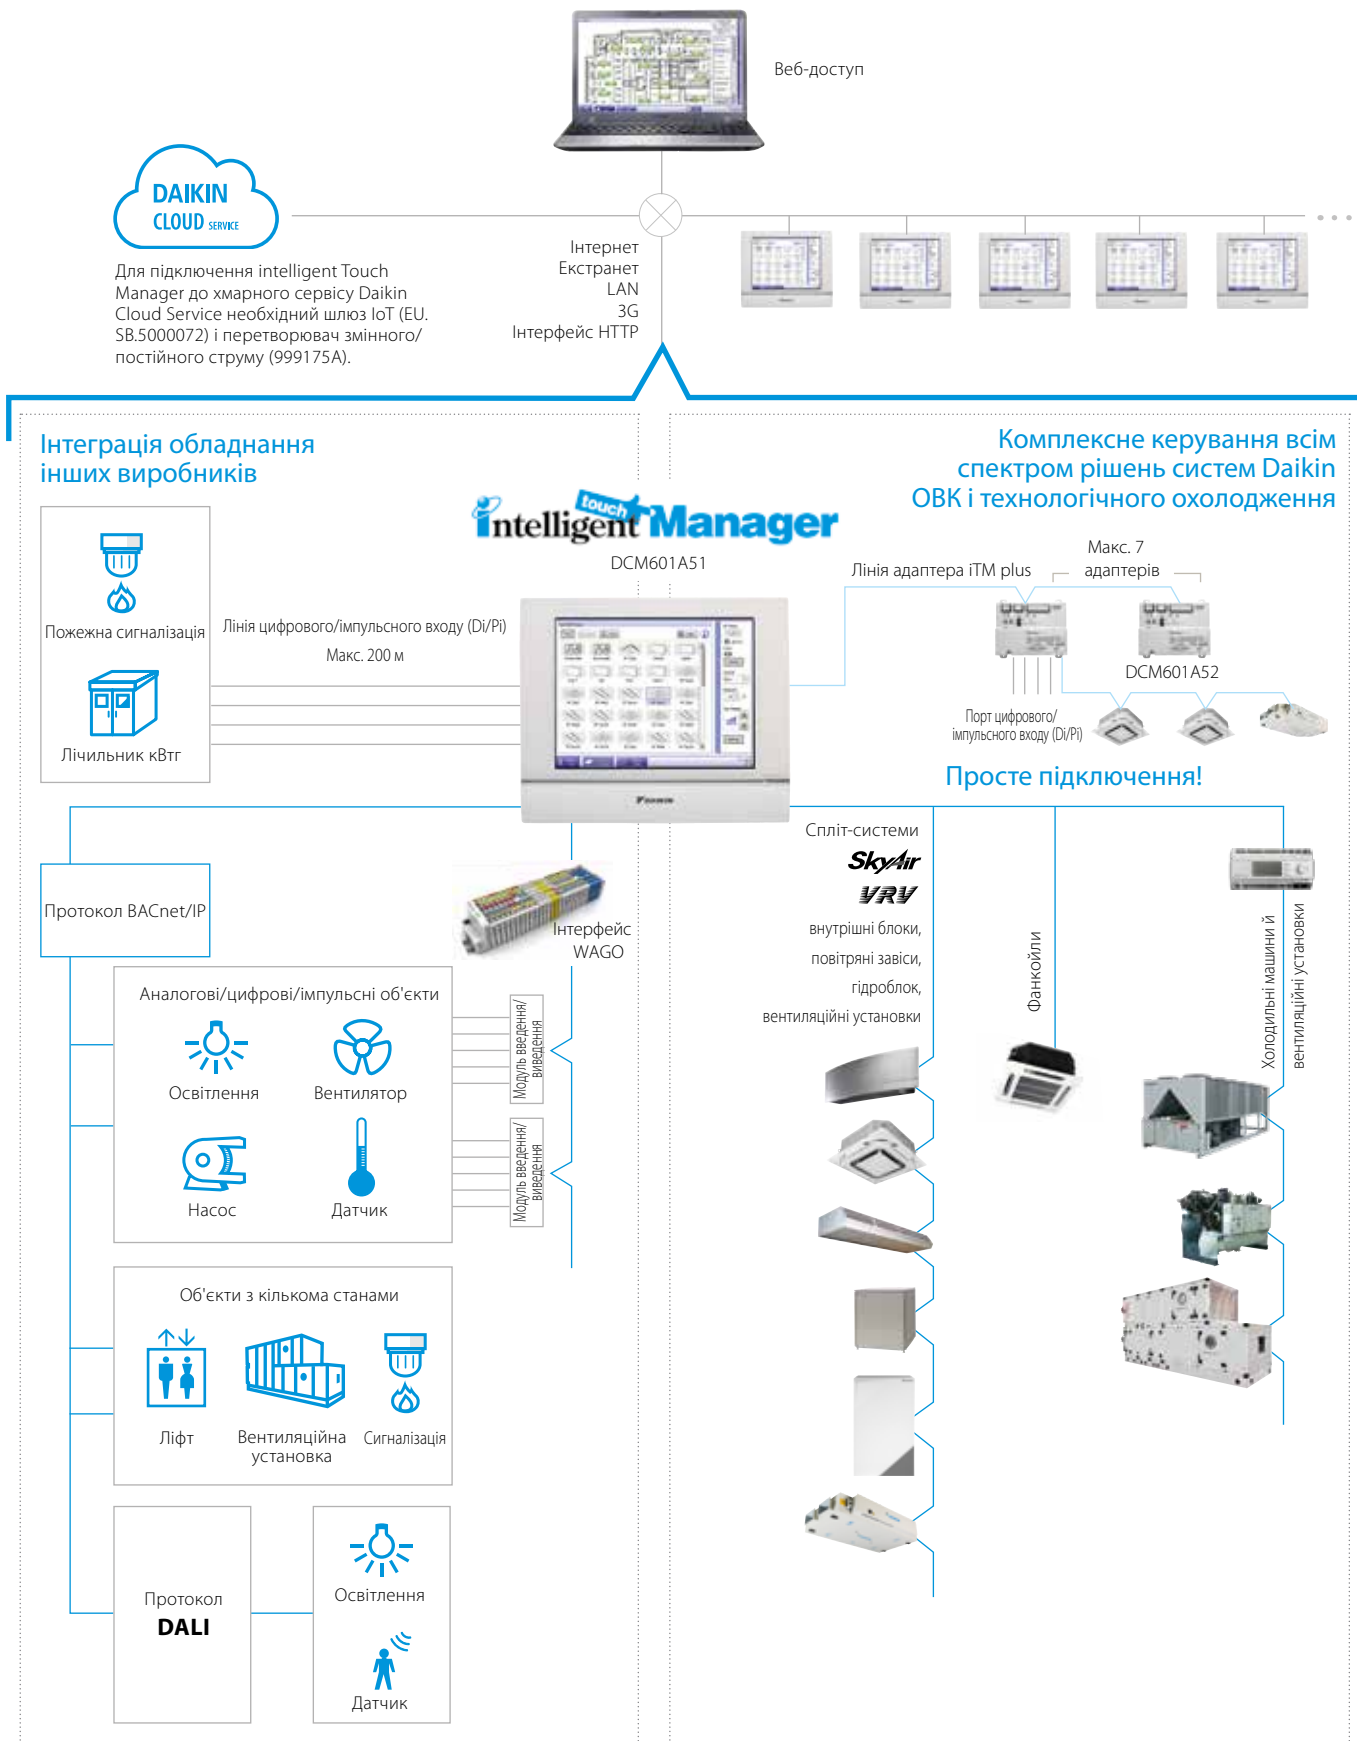 Веб-доступ
DAIKIN
CLOUD SERVICE
Для підключення intelligent Touch
Manager до хмарного сервісу Daikin
Cloud Service необхідний шлюз IoT (EU.
SB.5000072) і перетворювач змінного/
постійного струму (999175A).
Інтернет
Екстранет
LAN
3G
Інтерфейс HTTP
Інтеграція обладнання
інших виробників
Комплексне керування всім
спектром рішень систем Daikin
ОВК і технологічного охолодження
intelligent touch Manager
DCM601A51
Пожежна сигналізація
Лічильник кВтг
Лінія цифрового/імпульсного входу (Di/Pi)
Макс. 200 м
DAIKIN
Лінія адаптера iTM plus
Макс. 7
адаптерів
DCM601A52
Порт цифрового/
імпульсного входу (Di/Pi)
Просте підключення!
Протокол BACnet/IP
Інтерфейс
WAGO
Аналогові/цифрові/імпульсні об'єкти
Освітлення
Вентилятор
Насос
Датчик
Модуль введення/
виведення
Модуль введення/
виведення
Об'єкти з кількома станами
Ліфт
Вентиляційна
установка
Сигналізація
Протокол
DALI
Освітлення
Датчик
Спліт-системи
SkyAir
VRV
внутрішні блоки,
повітряні завіси,
гідроблок,
вентиляційні установки
Фанкойли
Холодильні машини й
вентиляційні установки